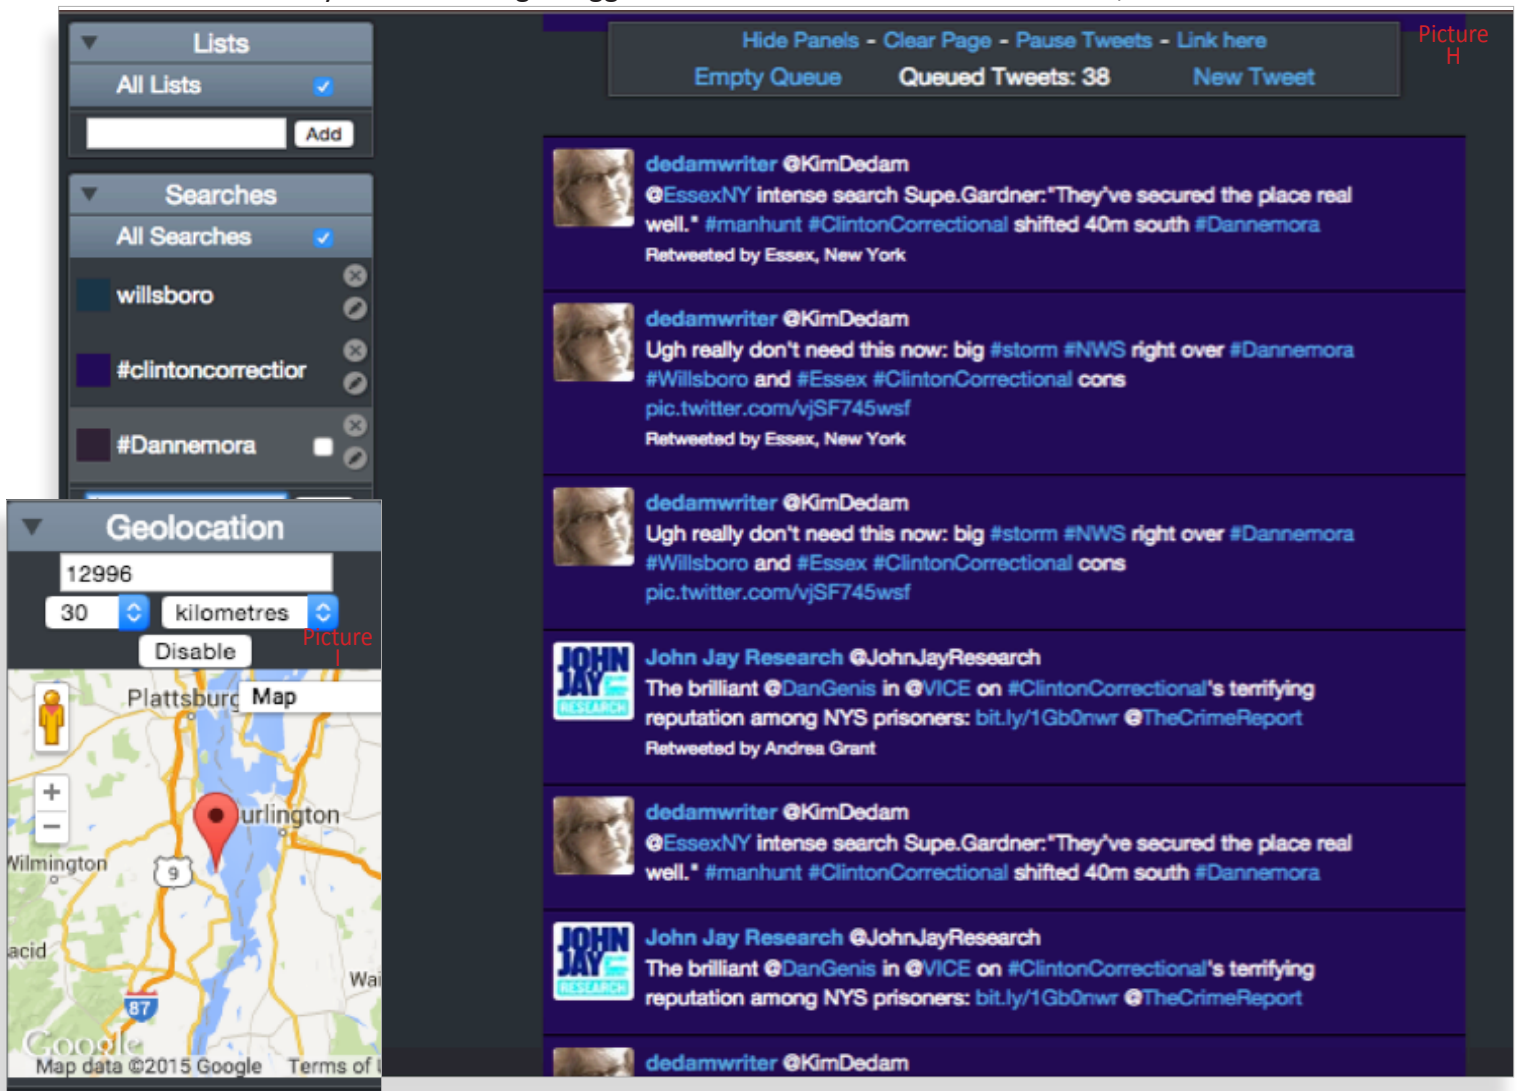 Lists
All Lists
Add
Searches
All Searches
willsboro
#clintoncorrectior
#Dannemora
Geolocation
12996
30 kilometres
Picture
I
Disable
Plattsburg Map
urlington
Wilmington
9
acid
Wai
87
Google
Map data ©2015 Google Terms of
Hide Panels - Clear Page - Pause Tweets - Link here
Empty Queue Queued Tweets: 38 New Tweet
Picture
H
dedamwriter @KimDedam
@EssexNY intense search Supe.Gardner:"They've secured the place real
well." #manhunt #ClintonCorrectional shifted 40m south #Dannemora
Retweeted by Essex, New York
dedamwriter @KimDedam
Ugh really don't need this now: big #storm #NWS right over #Dannemora
#Willsboro and #Essex #ClintonCorrectional cons
pic.twitter.com/vjSF745wsf
Retweeted by Essex, New York
dedamwriter @KimDedam
Ugh really don't need this now: big #storm #NWS right over #Dannemora
#Willsboro and #Essex #ClintonCorrectional cons
pic.twitter.com/vjSF745wsf
JOHN
JAY
RESEARCH
John Jay Research @JohnJayResearch
The brilliant @DanGenis in @VICE on #ClintonCorrectional's terrifying
reputation among NYS prisoners: bit.ly/1Gb0nwr @TheCrimeReport
Retweeted by Andrea Grant
dedamwriter @KimDedam
@EssexNY intense search Supe.Gardner:"They've secured the place real
well." #manhunt #ClintonCorrectional shifted 40m south #Dannemora
JOHN
JAY
RESEARCH
John Jay Research @JohnJayResearch
The brilliant @DanGenis in @VICE on #ClintonCorrectional's terrifying
reputation among NYS prisoners: bit.ly/1Gb0nwr @TheCrimeReport
dedamwriter @KimDedam